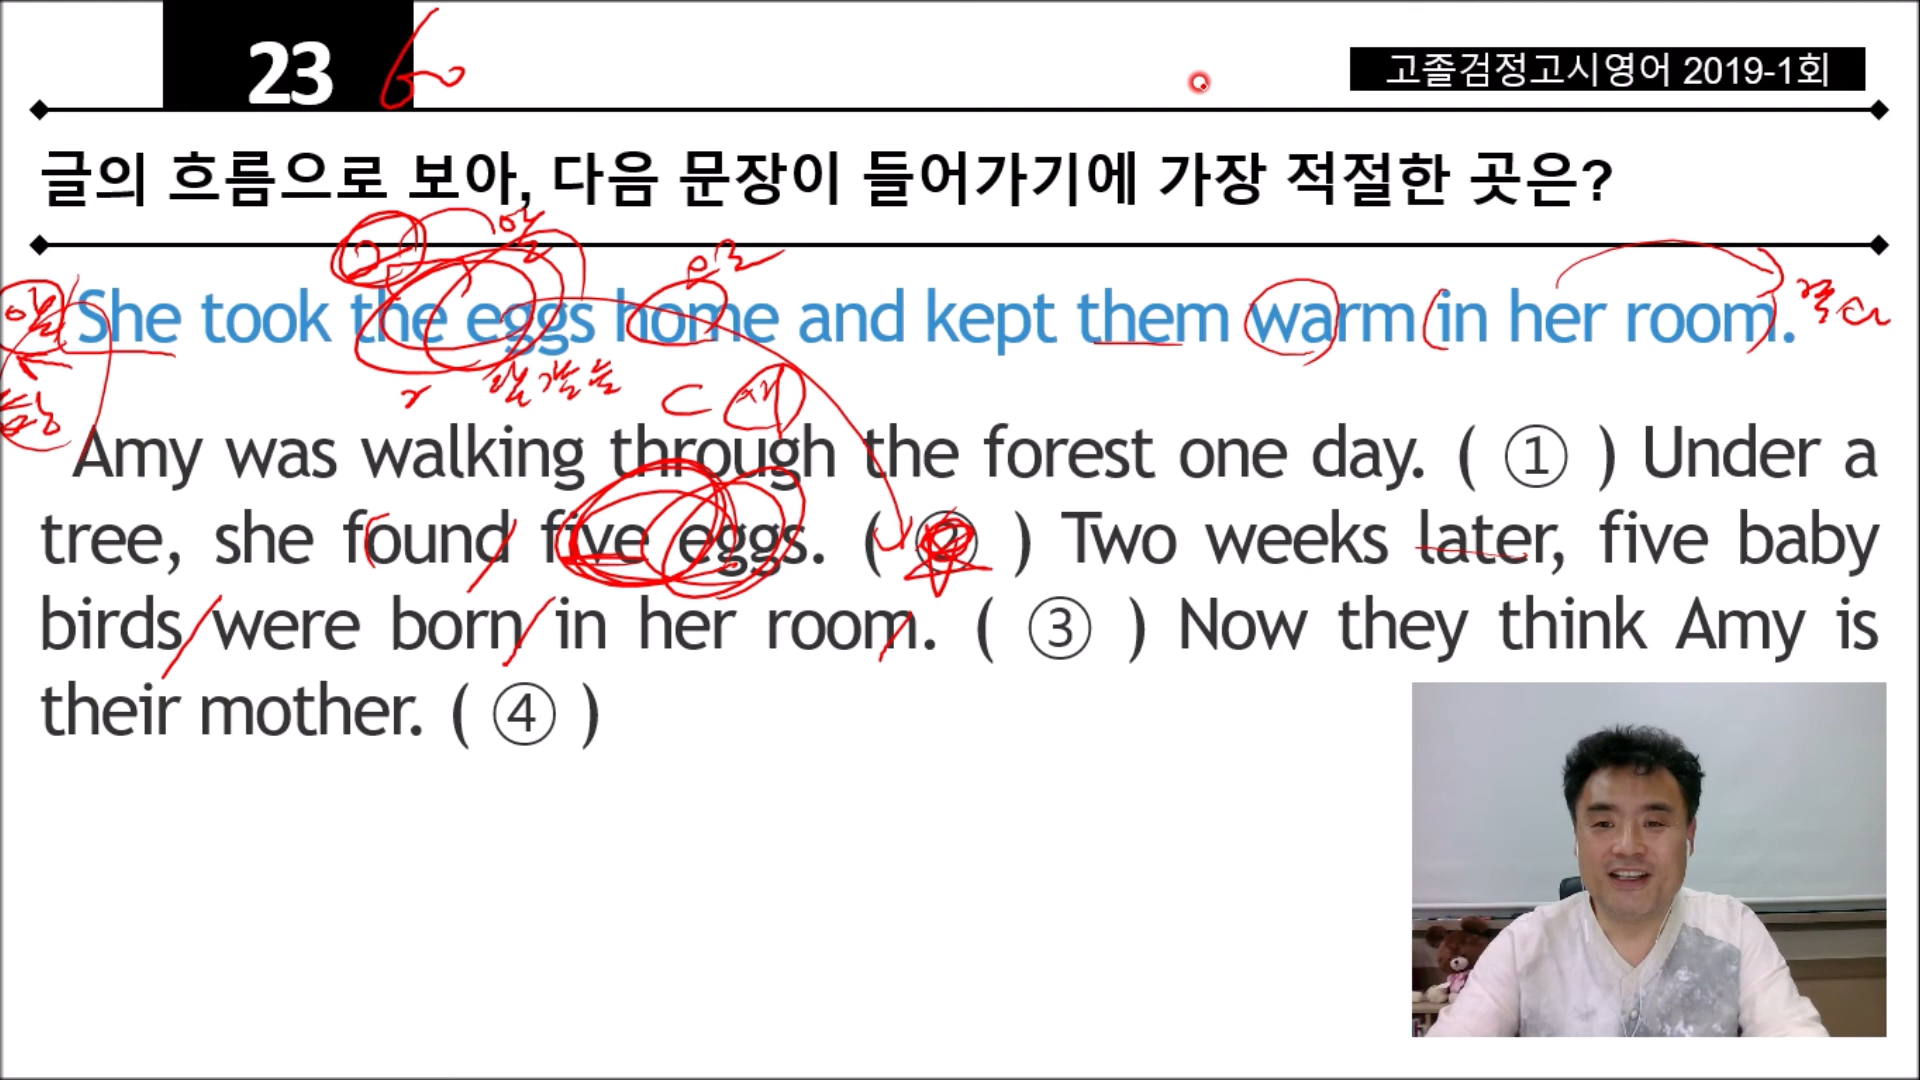 23
고졸검정고시영어 2019-1회
글의 흐름으로 보아, 다음 문장이 들어가기에 가장 적절한 곳은?
She took the eggs home and kept them warm in her room.
Amy was walking through the forest one day. ( ① ) Under a
tree, she found five eggs. ( ② ) Two weeks later, five baby
birds were born in her room. ( ③ ) Now they think Amy is
their mother. ( ④ )